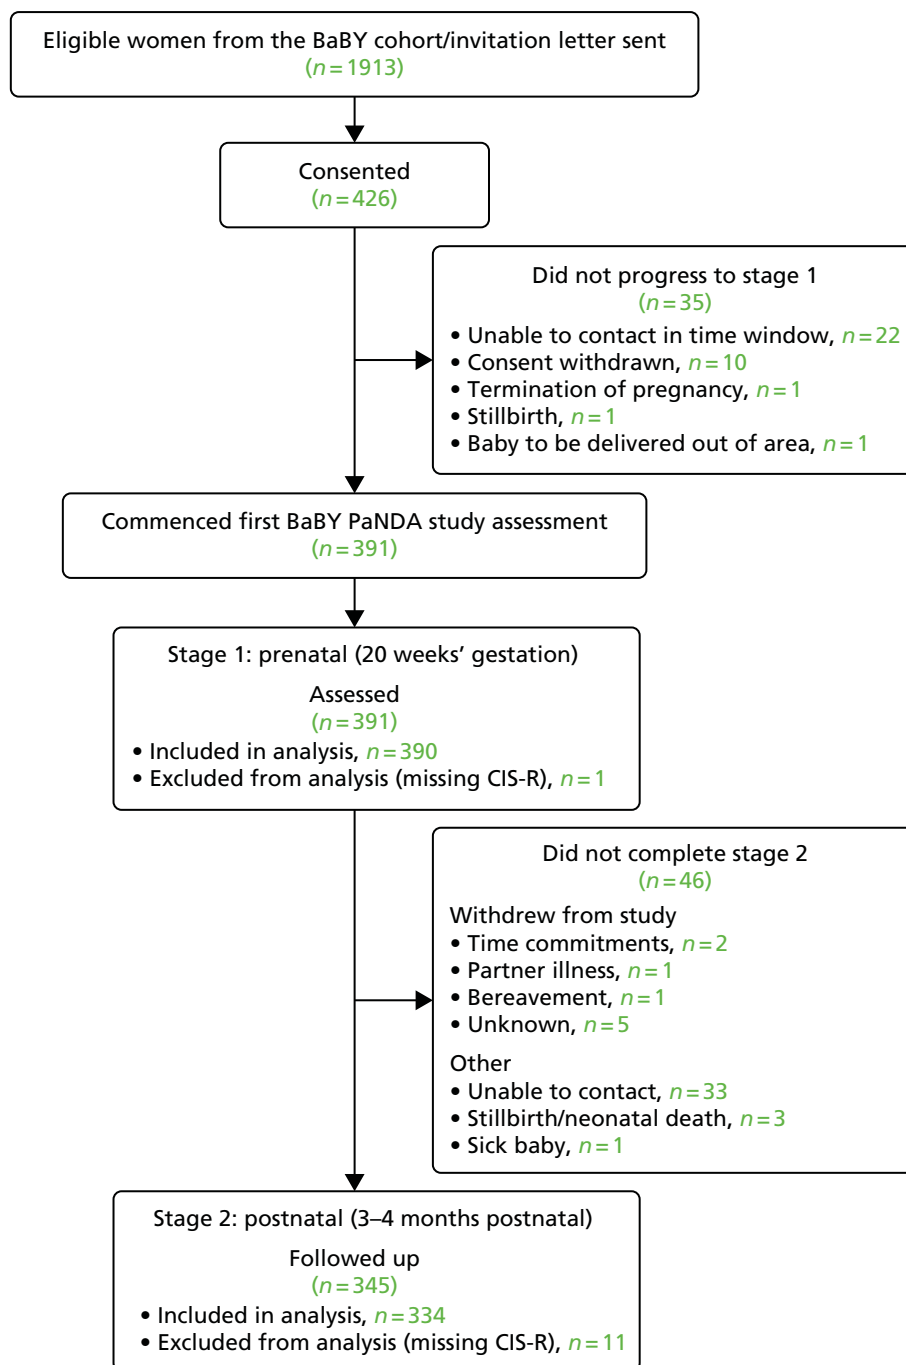 Eligible women from the BaBY cohort/invitation letter sent
(n=1913)
Consented
(n=426)
Did not progress to stage 1
(n=35)
• Unable to contact in time window, n=22
• Consent withdrawn, n=10
• Termination of pregnancy, n=1
• Stillbirth, n=1
• Baby to be delivered out of area, n=1
Commenced first BaBY PaNDA study assessment
(n=391)
Stage 1: prenatal (20 weeks’ gestation)
Assessed
(n=391)
• Included in analysis, n=390
• Excluded from analysis (missing CIS-R), n=1
Did not complete stage 2
(n=46)
Withdrew from study
• Time commitments, n=2
• Partner illness, n=1
• Bereavement, n=1
• Unknown, n=5
Other
• Unable to contact, n=33
• Stillbirth/neonatal death, n=3
• Sick baby, n=1
Stage 2: postnatal (3–4 months postnatal)
Followed up
(n=345)
• Included in analysis, n=334
• Excluded from analysis (missing CIS-R), n=11